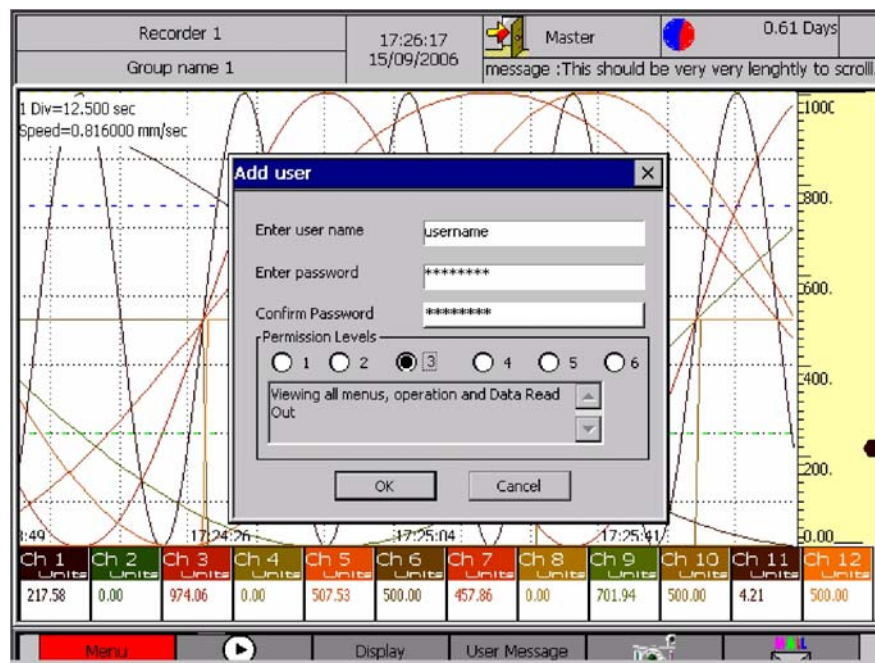 Recorder 1
17:26:17
15/09/2006
Master
0.61 Days
Group name 1
message :This should be very very lenghtly to scroll
1 Div=12.500 sec
Speed=0.816000 mm/sec
1000
800.
600.
400.
200.
0.00
Add user
Enter user name
username
Enter password
********
Confirm Password
********
Permission Levels
1 2 3 4 5 6
Viewing all menus, operation and Data Read
Out
OK Cancel
:49 17:24:26 17:25:04 17:25:41
Ch 1 Ch 2 Ch 3 Ch 4 Ch 5 Ch 6 Ch 7 Ch 8 Ch 9 Ch 10 Ch 11 Ch 12
Units Units Units Units Units Units Units Units Units Units Units Units
217.58 0.00 974.06 0.00 507.53 500.00 457.86 0.00 701.94 500.00 4.21 500.00
Menu Display User Message MAIL